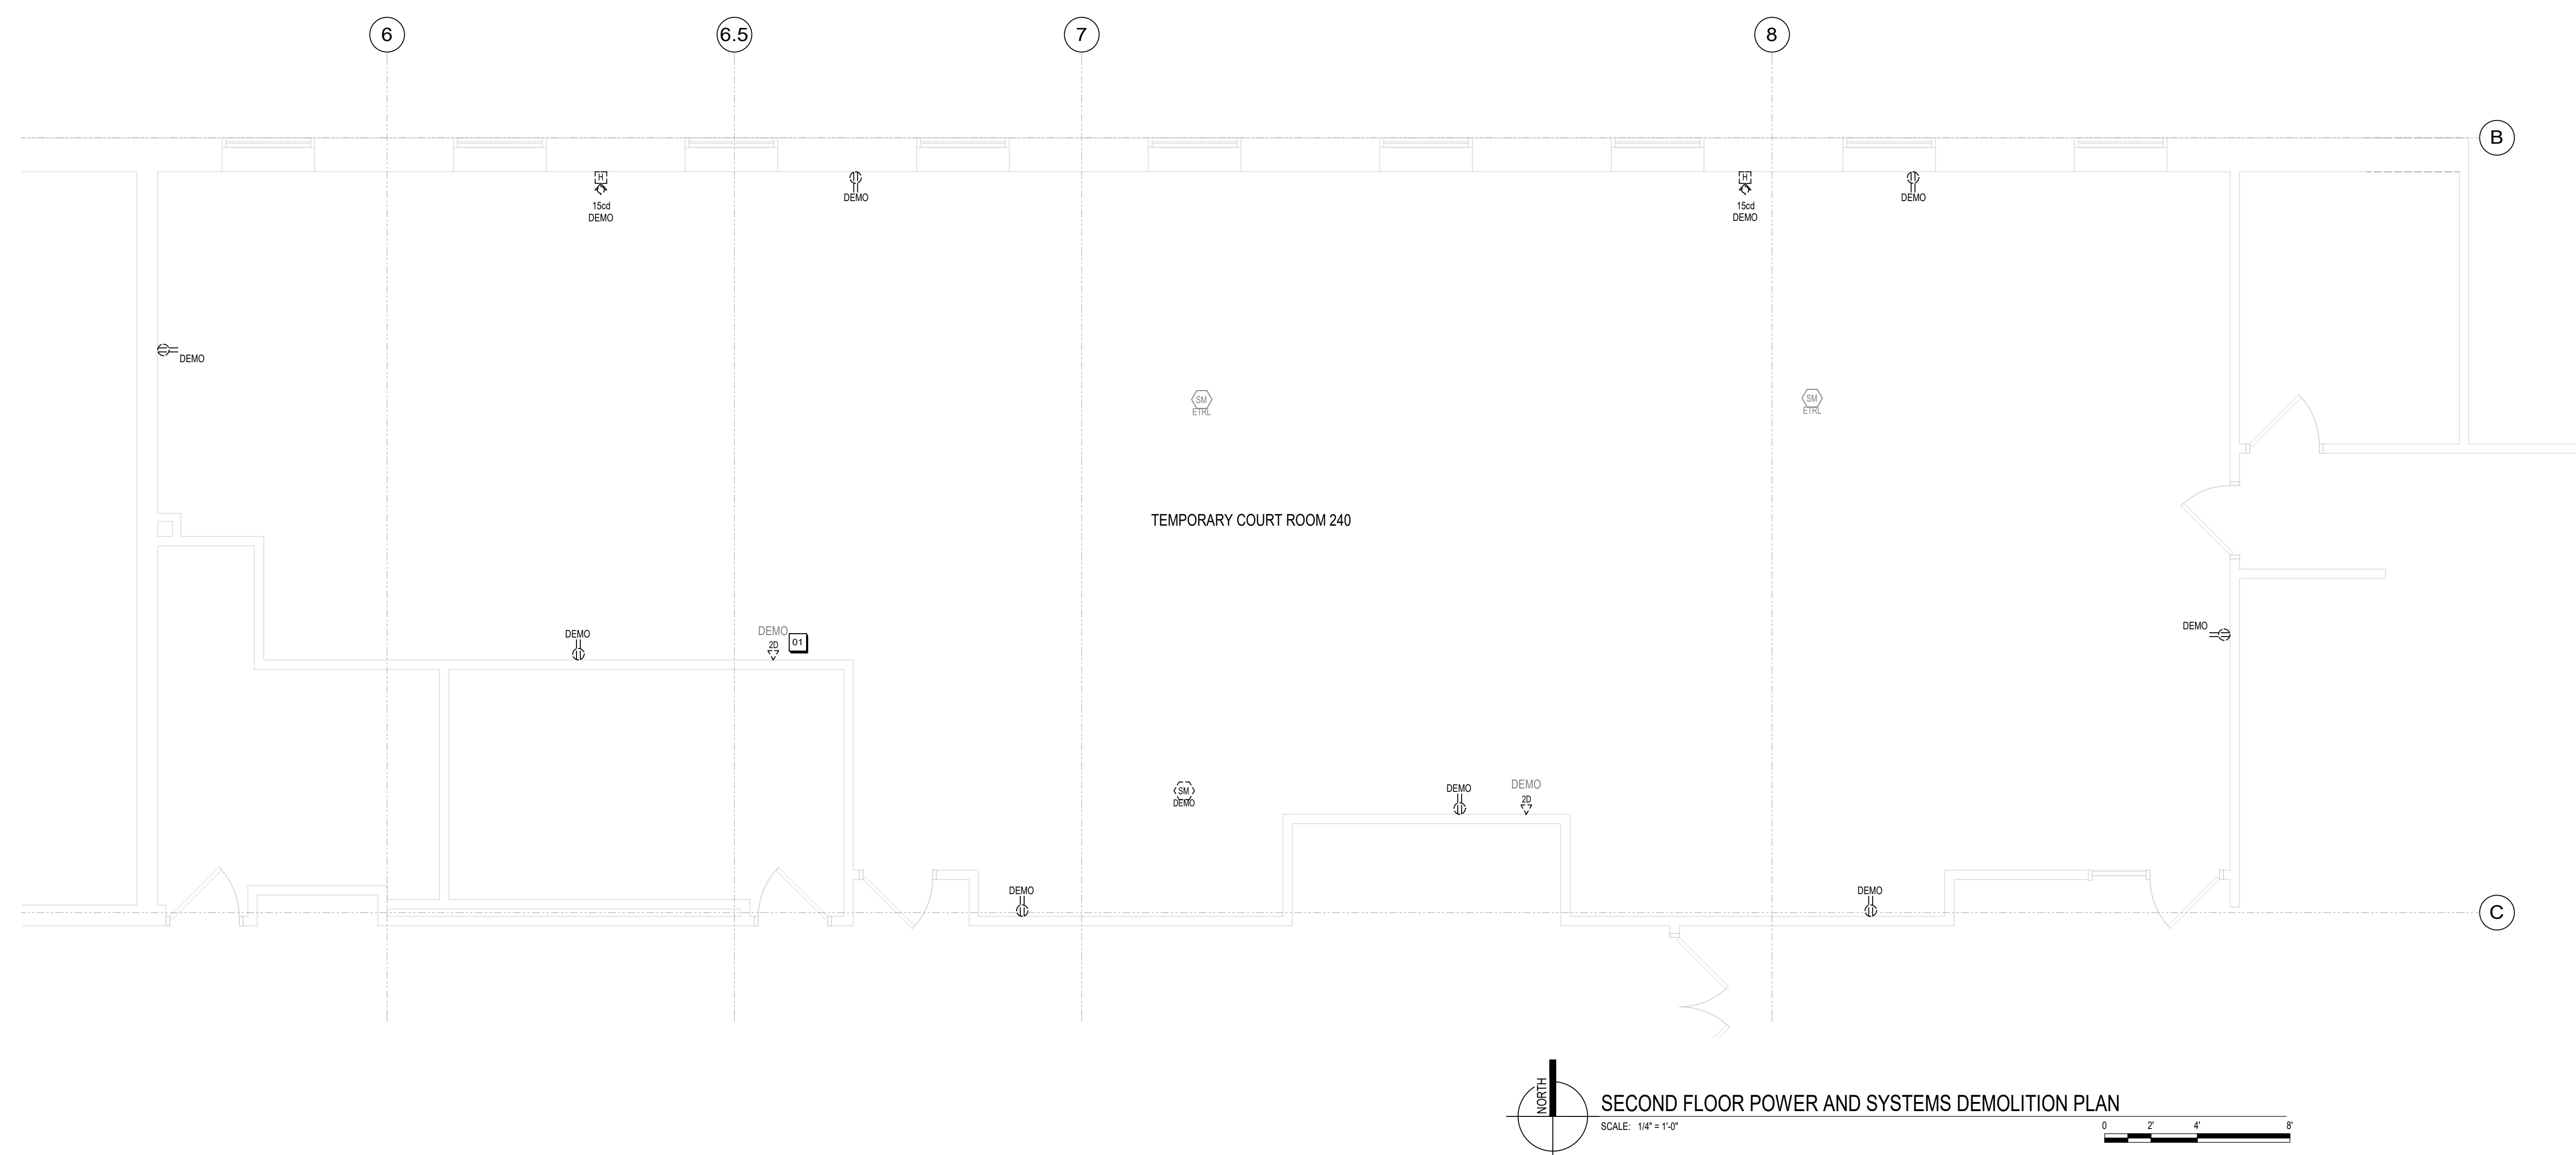 6
6.5
7
8
B
H
15cd
DEMO
DEMO
H
15cd
DEMO
DEMO
DEMO
SM
ETRL
SM
ETRL
TEMPORARY COURT ROOM 240
DEMO
DEMO
2D
01
DEMO
SM
DEMO
DEMO
DEMO
2D
DEMO
DEMO
C
NORTH
SECOND FLOOR POWER AND SYSTEMS DEMOLITION PLAN
SCALE: 1/4" = 1'-0"
0 2' 4' 8'